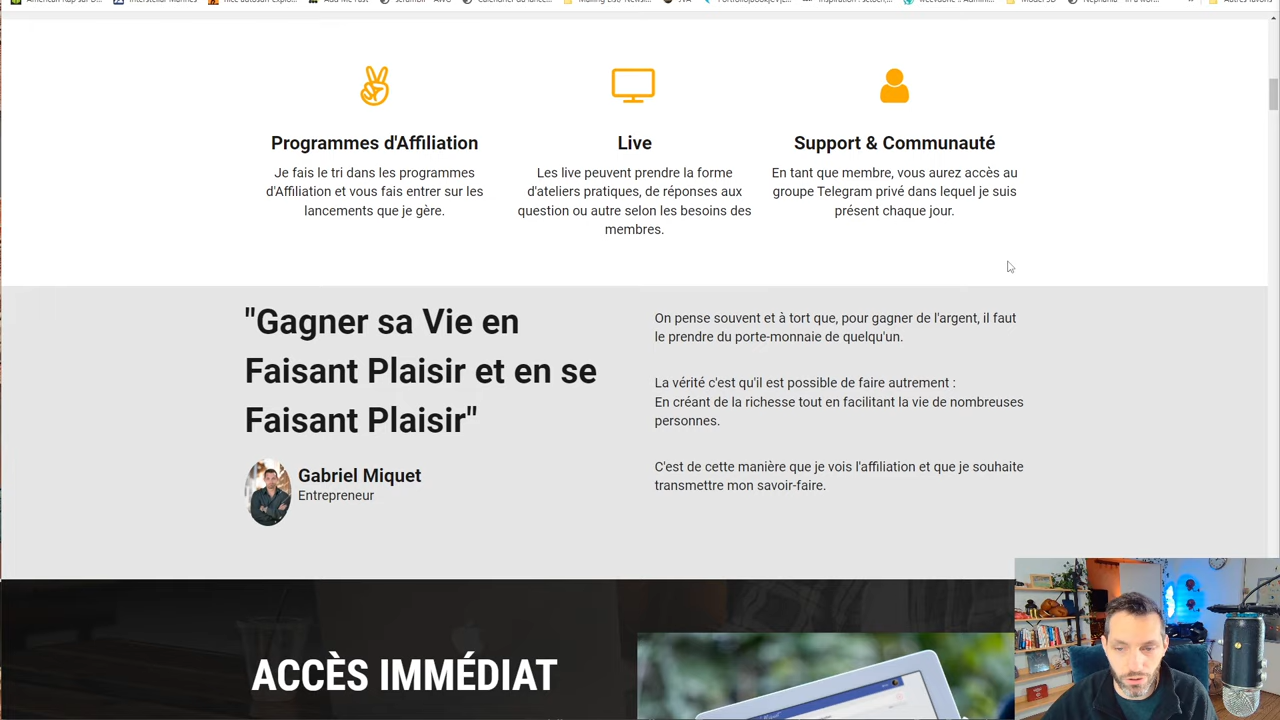 Programmes d'Affiliation
Je fais le tri dans les programmes
d'Affiliation et vous fais entrer sur les
lancements que je gère.
Live
Les live peuvent prendre la forme
d'ateliers pratiques, de réponses aux
question ou autre selon les besoins des
membres.
Support & Communauté
En tant que membre, vous aurez accès au
groupe Telegram privé dans lequel je suis
présent chaque jour.
"Gagner sa Vie en
Faisant Plaisir et en se
Faisant Plaisir"
Gabriel Miquet
Entrepreneur
On pense souvent et à tort que, pour gagner de l'argent, il faut
le prendre du porte-monnaie de quelqu'un.
La vérité c'est qu'il est possible de faire autrement :
En créant de la richesse tout en facilitant la vie de nombreuses
personnes.
C'est de cette manière que je vois l'affiliation et que je souhaite
transmettre mon savoir-faire.
ACCÈS IMMÉDIAT